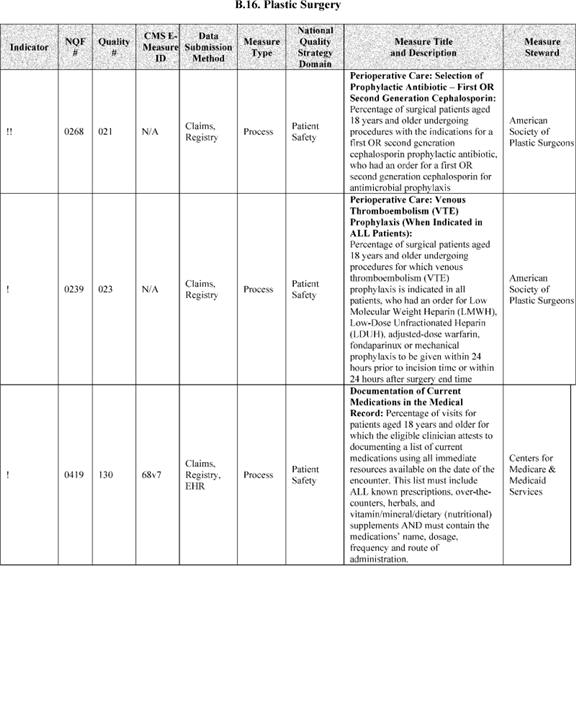 B.16. Plastic Surgery
Indicator
NQF
#
Quality
#
CMS E-
Measure
ID
Data
Submission
Method
Measure
Type
National
Quality
Strategy
Domain
Measure Title
and Description
Measure
Steward
!!
0268
021
N/A
Claims,
Registry
Process
Patient
Safety
Perioperative Care: Selection of
Prophylactic Antibiotic – First OR
Second Generation Cephalosporin:
Percentage of surgical patients aged
18 years and older undergoing
procedures with the indications for a
first OR second generation
cephalosporin prophylactic antibiotic,
who had an order for a first OR
second generation cephalosporin for
antimicrobial prophylaxis
American
Society of
Plastic Surgeons
!
0239
023
N/A
Claims,
Registry
Process
Patient
Safety
Perioperative Care: Venous
Thromboembolism (VTE)
Prophylaxis (When Indicated in
ALL Patients):
Percentage of surgical patients aged
18 years and older undergoing
procedures for which venous
thromboembolism (VTE)
prophylaxis is indicated in all
patients, who had an order for Low
Molecular Weight Heparin (LMWH),
Low-Dose Unfractionated Heparin
(LDUH), adjusted-dose warfarin,
fondaparinux or mechanical
prophylaxis to be given within 24
hours prior to incision time or within
24 hours after surgery end time
American
Society of
Plastic Surgeons
!
0419
130
68v7
Claims,
Registry,
EHR
Process
Patient
Safety
Documentation of Current
Medications in the Medical
Record: Percentage of visits for
patients aged 18 years and older for
which the eligible clinician attests to
documenting a list of current
medications using all immediate
resources available on the date of the
encounter. This list must include
ALL known prescriptions, over-the-
counters, herbals, and
vitamin/mineral/dietary (nutritional)
supplements AND must contain the
medications' name, dosage,
frequency and route of
administration.
Centers for
Medicare &
Medicaid
Services